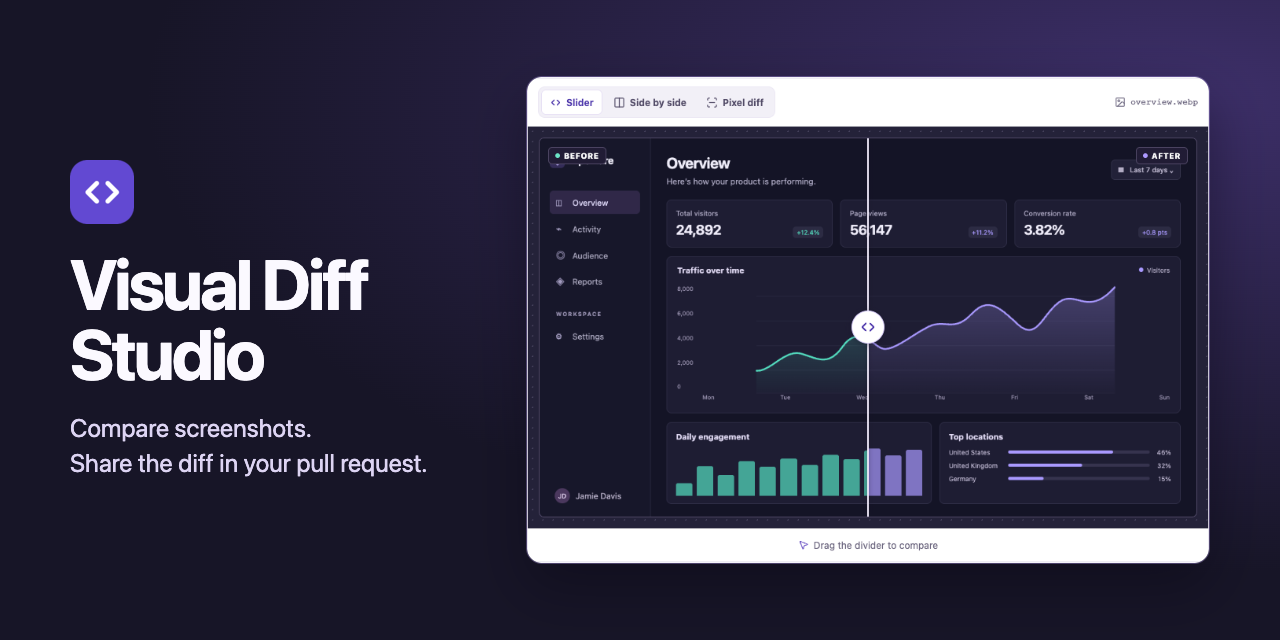 Visual Diff
Studio
Compare screenshots.
Share the diff in your pull request.
Slider
Side by side
Pixel diff
overview.webp
BEFORE
AFTER
Overview
Here's how your product is performing.
Last 7 days
Overview
Activity
Audience
Reports
WORKSPACE
Settings
JD
Jamie Davis
Total visitors
24,892
+12.4%
Page views
56,147
+11.2%
Conversion rate
3.82%
+0.8 pts
Traffic over time
Visitors
8,000
6,000
4,000
2,000
0
Mon
Tue
Wed
Thu
Fri
Sat
Sun
Daily engagement
Top locations
United States
46%
United Kingdom
32%
Germany
15%
Drag the divider to compare